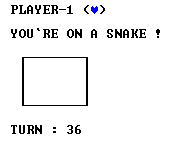 PLAYER-1 (♥)
YOU'RE ON A SNAKE !
TURN : 36